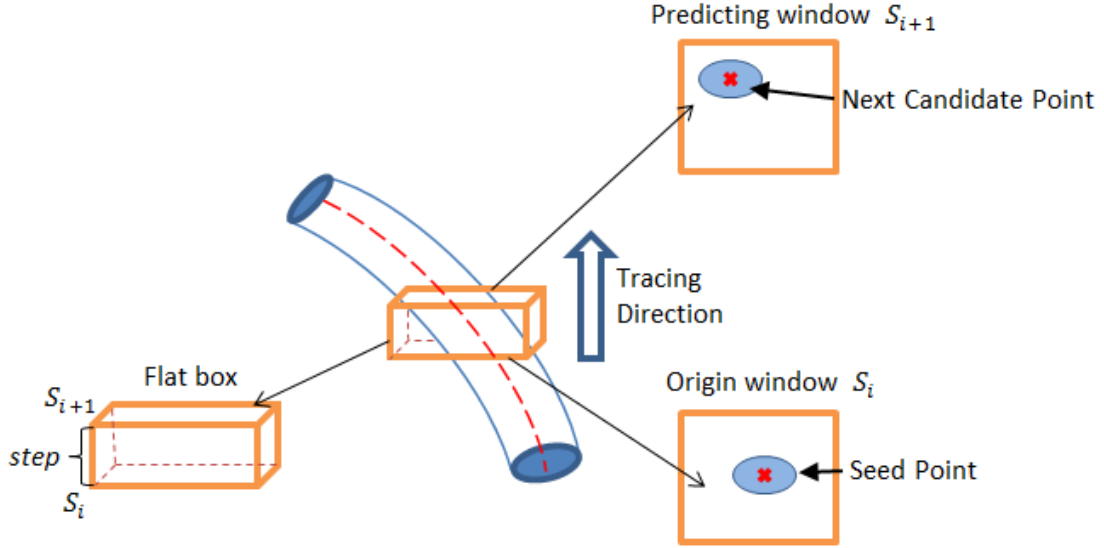 Predicting window S_{i+1}
Next Candidate Point
Tracing
Direction
Flat box
S_{i+1}
step
S_i
Origin window S_i
Seed Point